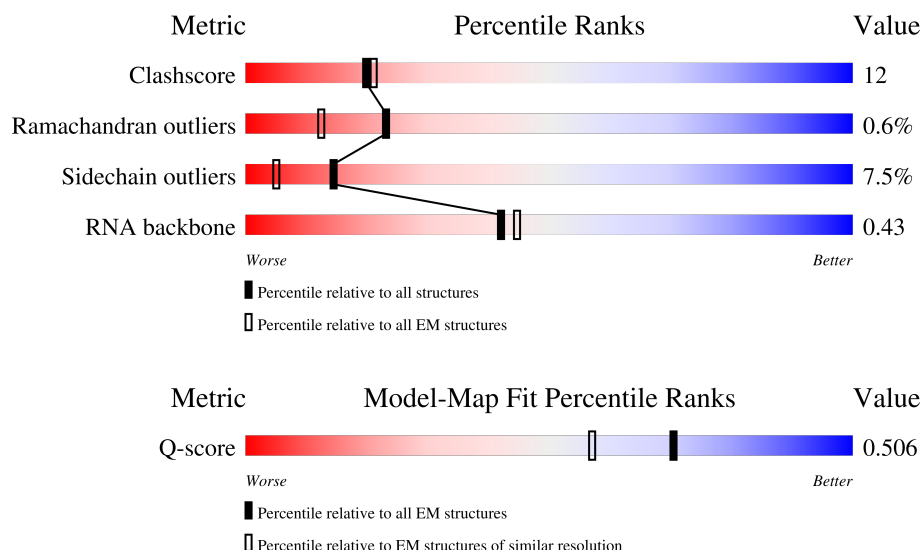 Metric Percentile Ranks Value
Clashscore 12
Ramachandran outliers 0.6%
Sidechain outliers 7.5%
RNA backbone 0.43
Worse Better
Percentile relative to all structures
Percentile relative to all EM structures
Metric Model-Map Fit Percentile Ranks Value
Q-score 0.506
Worse Better
Percentile relative to all EM structures
Percentile relative to EM structures of similar resolution